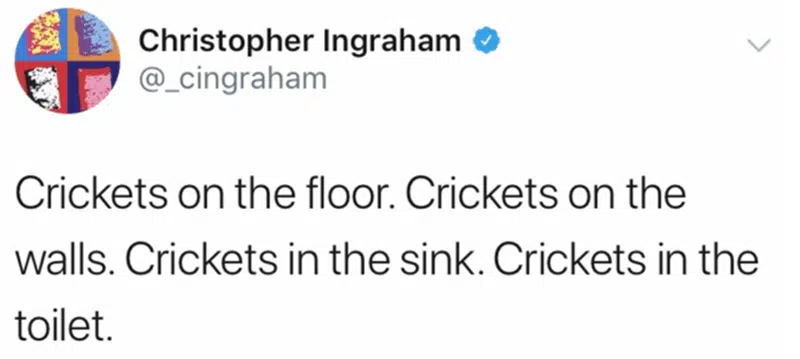 Christopher Ingraham
@_cingraham
Crickets on the floor. Crickets on the
walls. Crickets in the sink. Crickets in the
toilet.